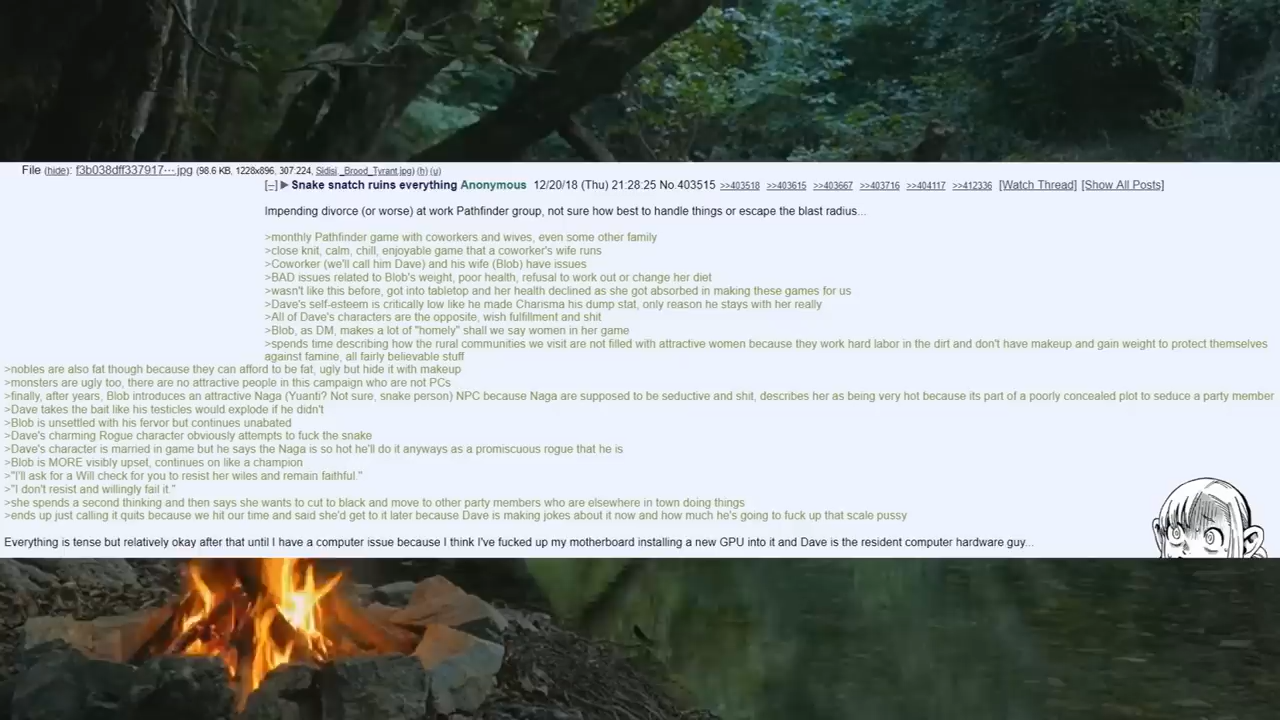 File (hide): f3b038dff337917···.jpg (98.6 KB, 1228x896, 307:224, Sidisi,_Brood_Tyrant.jpg) (h) (u)
[–] ▶ Snake snatch ruins everything Anonymous 12/20/18 (Thu) 21:28:25 No.403515 >>403518 >>403615 >>403667 >>403716 >>404117 >>412336 [Watch Thread] [Show All Posts]
Impending divorce (or worse) at work Pathfinder group, not sure how best to handle things or escape the blast radius...
>monthly Pathfinder game with coworkers and wives, even some other family
>close knit, calm, chill, enjoyable game that a coworker's wife runs
>Coworker (we'll call him Dave) and his wife (Blob) have issues
>BAD issues related to Blob's weight, poor health, refusal to work out or change her diet
>wasn't like this before, got into tabletop and her health declined as she got absorbed in making these games for us
>Dave's self-esteem is critically low like he made Charisma his dump stat, only reason he stays with her really
>All of Dave's characters are the opposite, wish fulfillment and shit
>Blob, as DM, makes a lot of "homely" shall we say women in her game
>spends time describing how the rural communities we visit are not filled with attractive women because they work hard labor in the dirt and don't have makeup and gain weight to protect themselves
against famine, all fairly believable stuff
>nobles are also fat though because they can afford to be fat, ugly but hide it with makeup
>monsters are ugly too, there are no attractive people in this campaign who are not PCs
>finally, after years, Blob introduces an attractive Naga (Yuanti? Not sure, snake person) NPC because Naga are supposed to be seductive and shit, describes her as being very hot because its part of a poorly concealed plot to seduce a party member
>Dave takes the bait like his testicles would explode if he didn't
>Blob is unsettled with his fervor but continues unabated
>Dave's charming Rogue character obviously attempts to fuck the snake
>Dave's character is married in game but he says the Naga is so hot he'll do it anyways as a promiscuous rogue that he is
>Blob is MORE visibly upset, continues on like a champion
>"I'll ask for a Will check for you to resist her wiles and remain faithful."
>"I don't resist and willingly fail it."
>she spends a second thinking and then says she wants to cut to black and move to other party members who are elsewhere in town doing things
>ends up just calling it quits because we hit our time and said she'd get to it later because Dave is making jokes about it now and how much he's going to fuck up that scale pussy
Everything is tense but relatively okay after that until I have a computer issue because I think I've fucked up my motherboard installing a new GPU into it and Dave is the resident computer hardware guy...